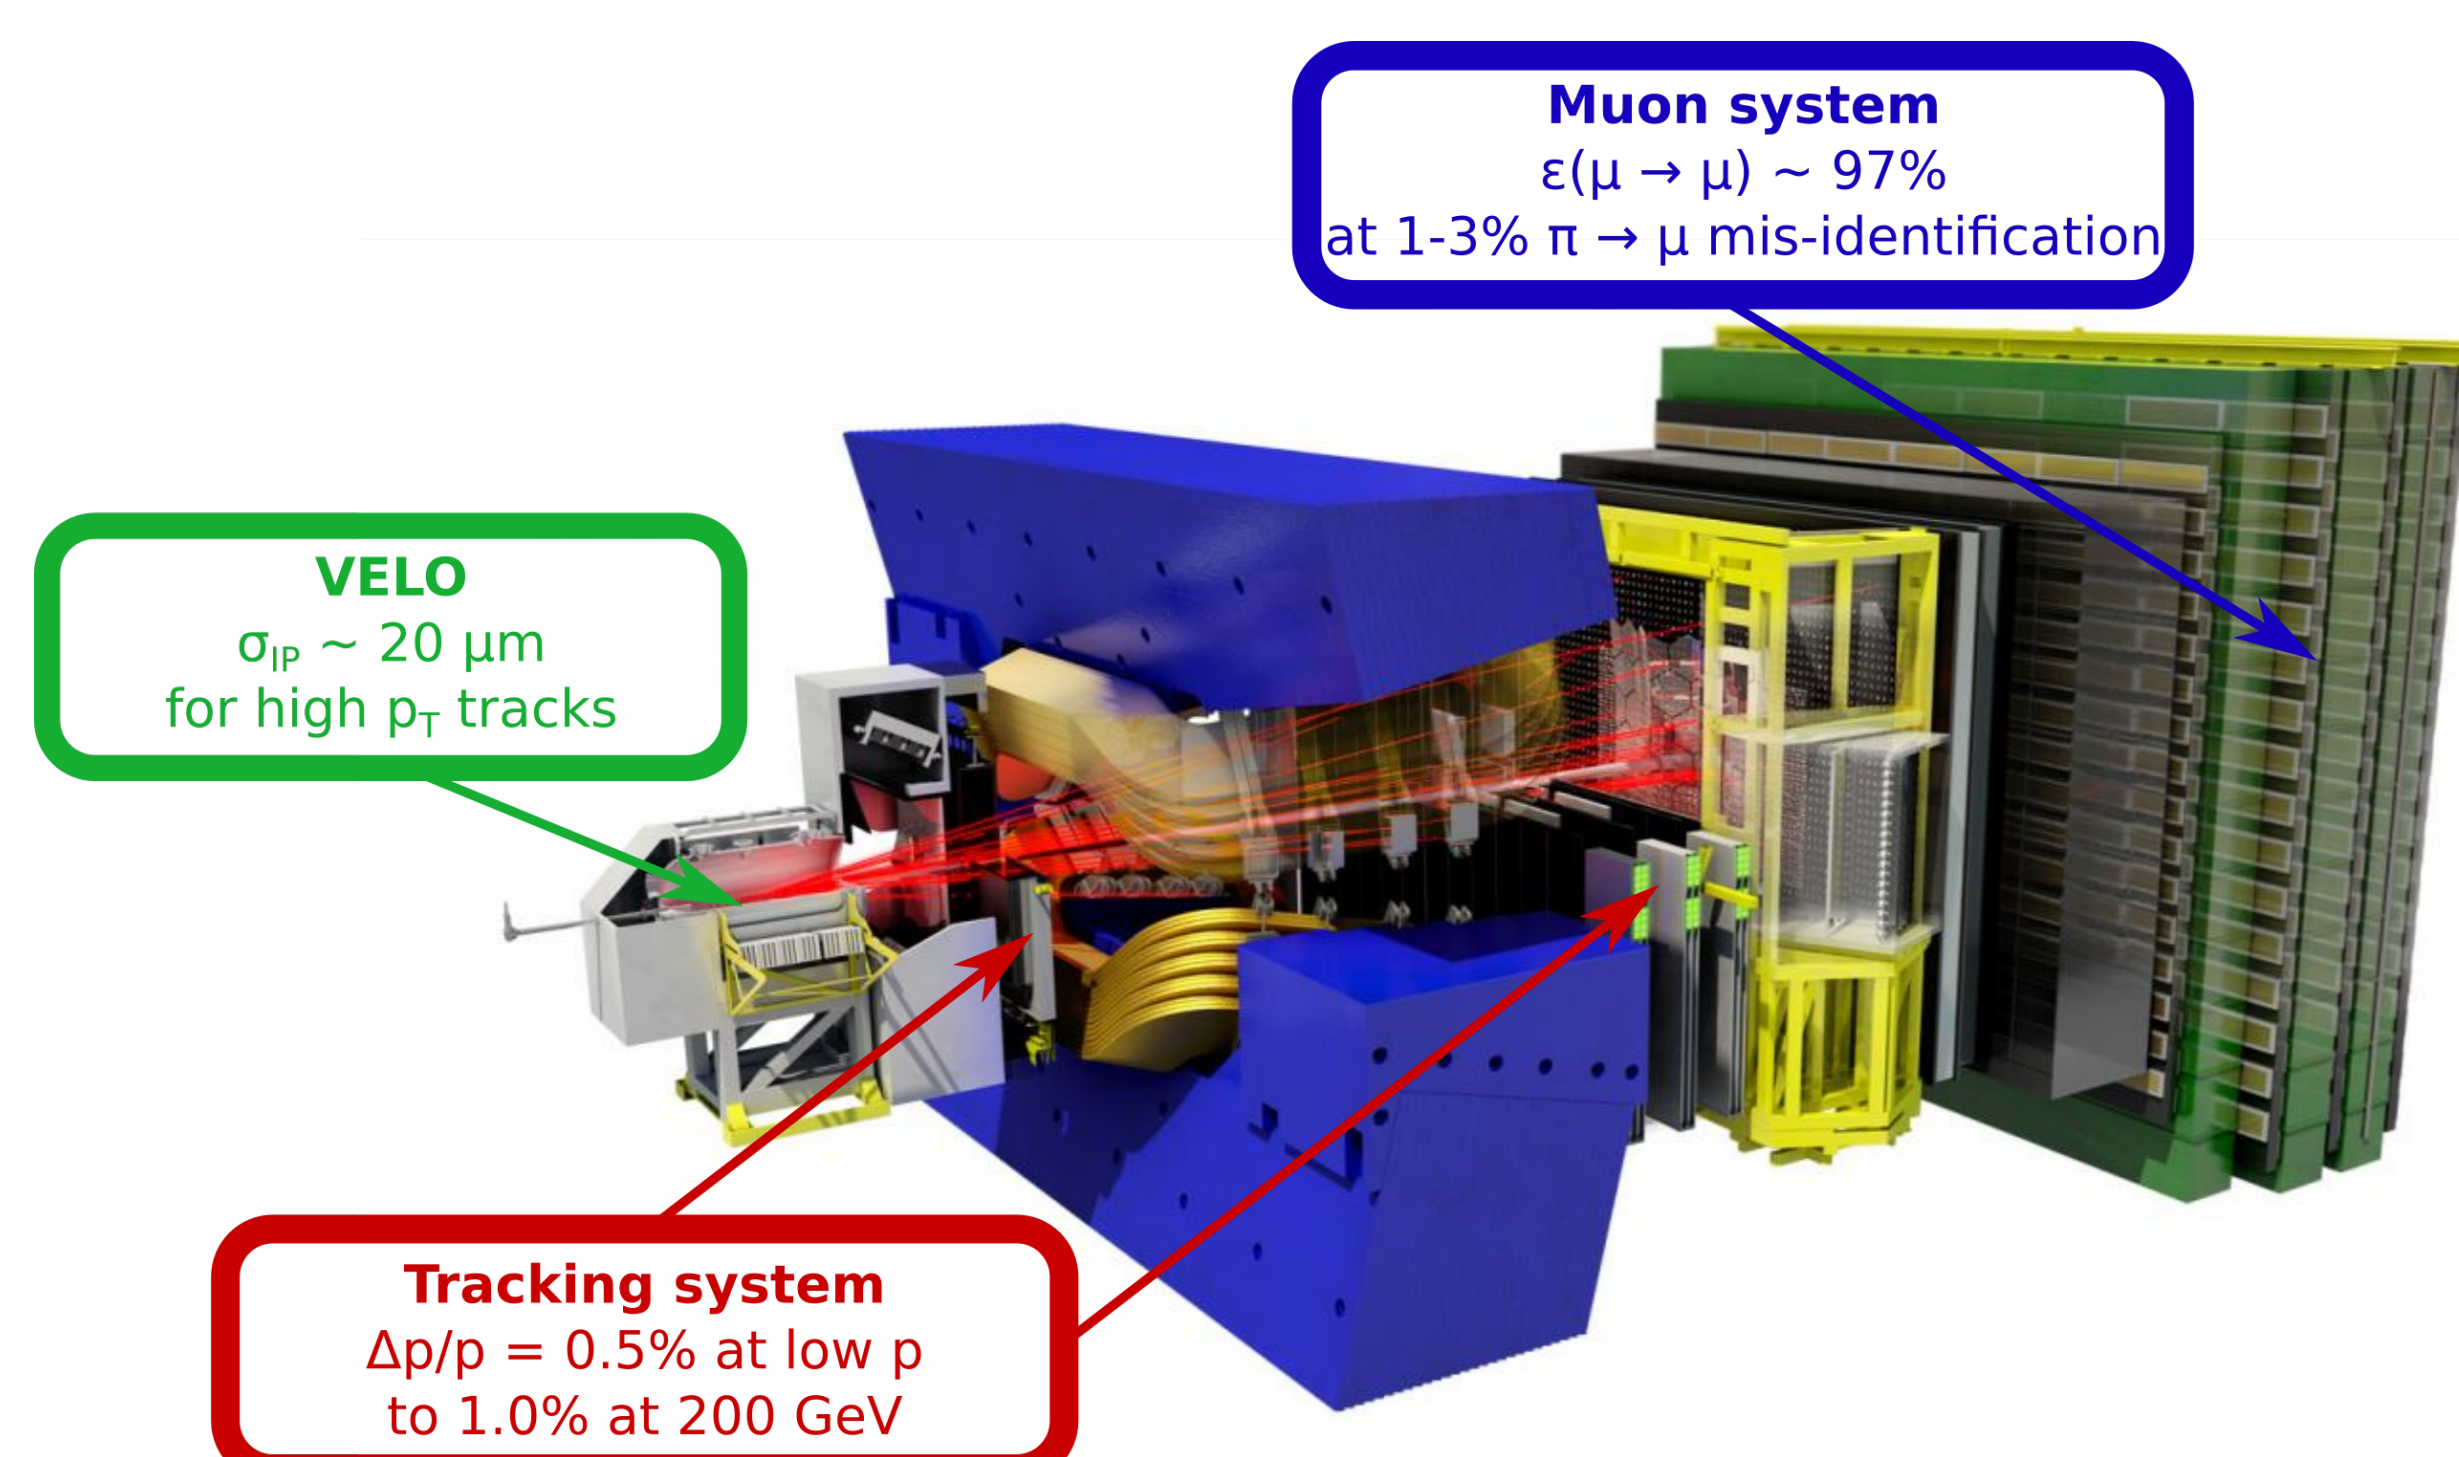 Muon system
ε(μ → μ) ~ 97%
at 1-3% π → μ mis-identification
VELO
σIP ~ 20 μm
for high pT tracks
Tracking system
Δp/p = 0.5% at low p
to 1.0% at 200 GeV